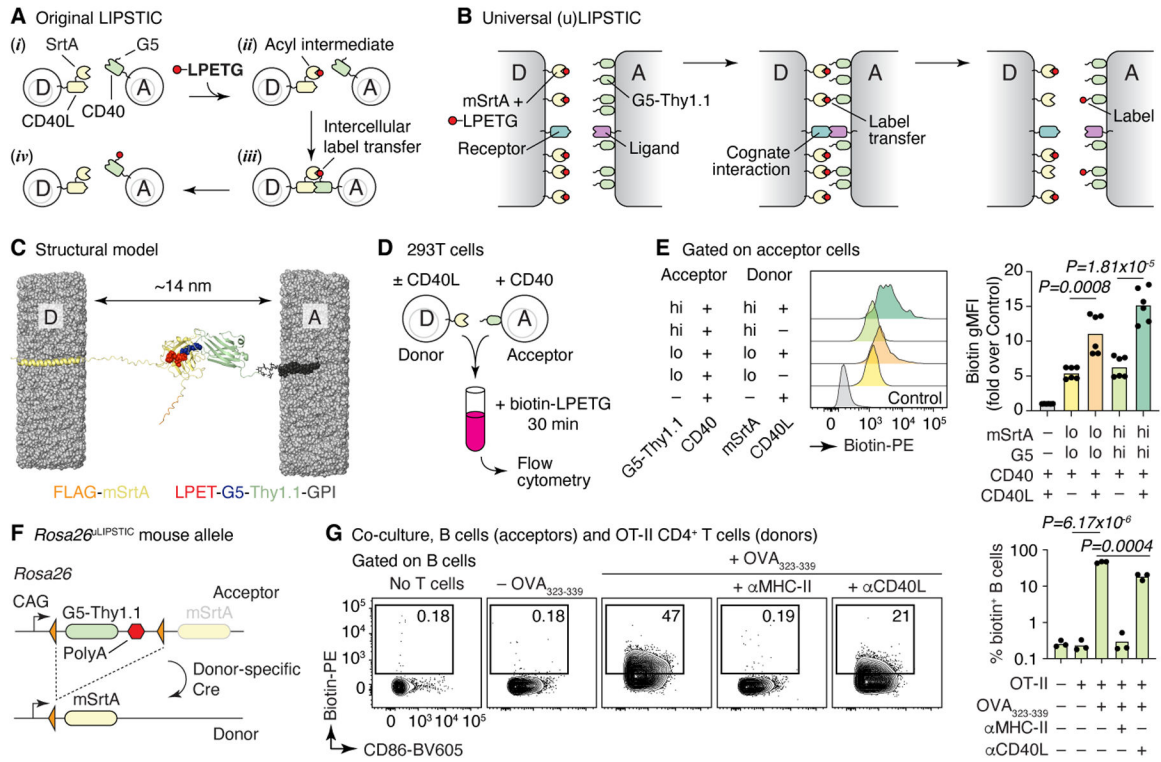 A Original LIPSTIC
(i)
SrtA
G5
CD40L
CD40
D
A
LPETG
(ii) Acyl intermediate
D
A
Intercellular
label transfer
(iv)
D
A
(iii)
D
A
B Universal (u)LIPSTIC
D
A
mSrtA +
LPETG
G5-Thy1.1
Receptor
Ligand
D
A
Label
transfer
Cognate
interaction
D
A
Label
C Structural model
~14 nm
D
A
FLAG-mSrtA LPET-G5-Thy1.1-GPI
D 293T cells
± CD40L + CD40
D
A
Donor Acceptor
+ biotin-LPETG
30 min
Flow
cytometry
E Gated on acceptor cells
Acceptor Donor
hi + hi +
hi + hi –
lo + lo +
lo + lo –
– + – +
G5-Thy1.1
CD40
mSrtA
CD40L
Control
0 10³ 10⁴ 10⁵
Biotin-PE
P=1.81x10⁻⁵
P=0.0008
Biotin gMFI
(fold over Control)
20
15
10
5
0
mSrtA – lo lo hi hi
G5 – lo lo hi hi
CD40 + + + + +
CD40L + – + – +
F Rosa26ᵘᴸᴵᴾˢᵀᴵᶜ mouse allele
Rosa26
Acceptor
CAG
G5-Thy1.1
mSrtA
PolyA
Donor-specific
Cre
mSrtA
Donor
G Co-culture, B cells (acceptors) and OT-II CD4⁺ T cells (donors)
Gated on B cells
+ OVA₃₂₃₋₃₃₉
No T cells
– OVA₃₂₃₋₃₃₉
+ αMHC-II
+ αCD40L
0.18
0.18
47
0.19
21
10⁵
10⁴
10³
0
Biotin-PE
0 10³ 10⁴ 10⁵
CD86-BV605
P=6.17x10⁻⁶
P=0.0004
% biotin⁺ B cells
100
10
1
0.1
OT-II – + + + +
OVA₃₂₃₋₃₃₉ – – + + +
αMHC-II – – – + –
αCD40L – – – – +